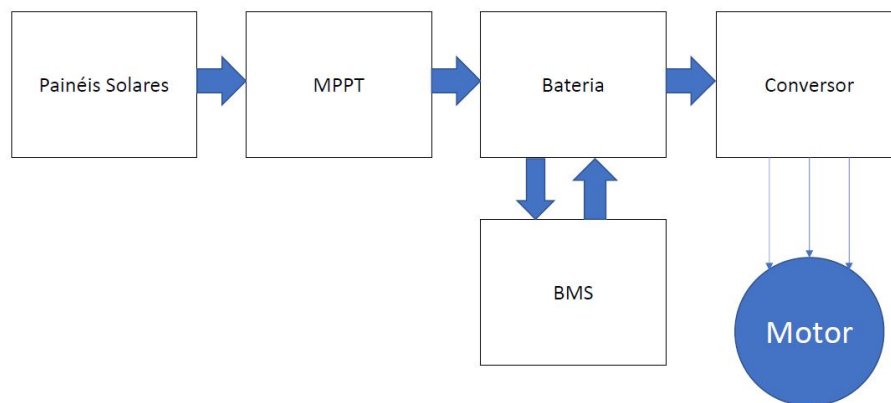 Painéis Solares
MPPT
Bateria
Conversor
BMS
Motor